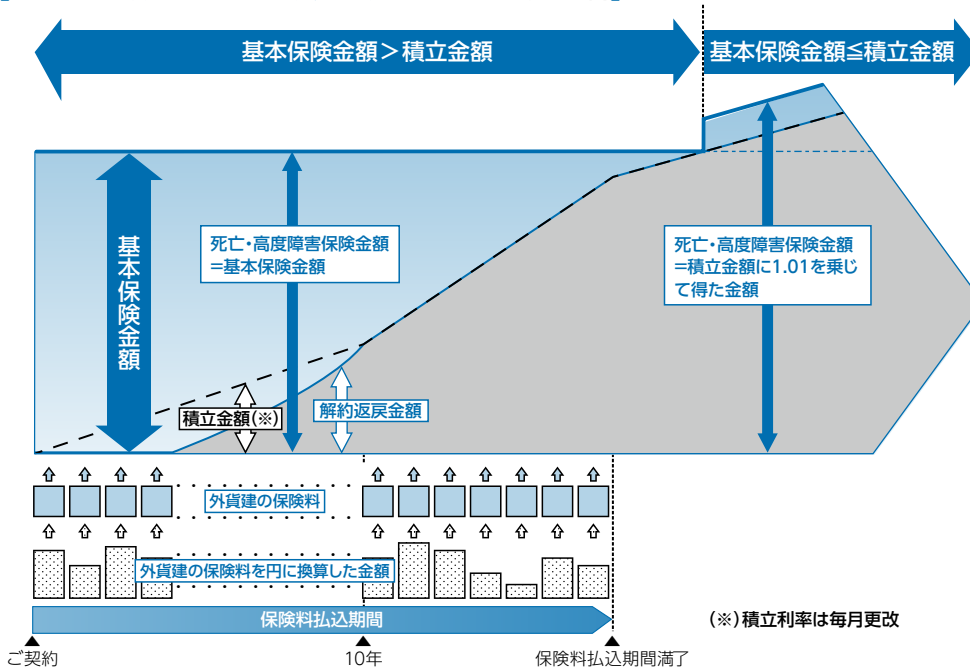 基本保険金額＞積立金額
基本保険金額≦積立金額
基本保険金額
死亡・高度障害保険金額
＝基本保険金額
死亡・高度障害保険金額
＝積立金額に1.01を乗じ
て得た金額
積立金額(※)
解約返戻金額
外貨建の保険料
外貨建の保険料を円に換算した金額
保険料払込期間
(※)積立利率は毎月更改
ご契約
10年
保険料払込期間満了